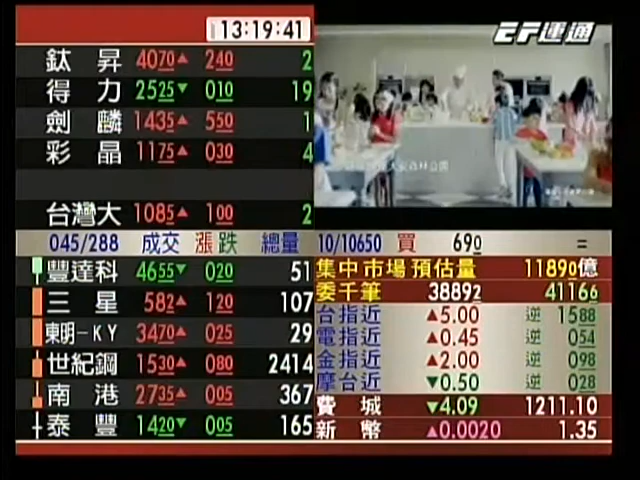 13:19:41
EF運通
鈦昇 4070▲ 240 2
得力 2525▼ 010 19
劍麟 1435▲ 550 1
彩晶 1175▲ 030 4
台灣大 1085▲ 100 2
045/288 成交 漲跌 總量
豐達科 4655▼ 020 51
三星 582▲ 120 107
東明-KY 3470▲ 025 29
世紀鋼 1530▲ 080 2414
南港 2735▲ 005 367
泰豐 1420▼ 005 165
10/10650 買 690 =
集中市場預估量 11890億
委千筆 38892 41166
台指近 ▲5.00 逆 1588
電指近 ▲0.45 逆 054
金指近 ▲2.00 逆 098
摩台近 ▼0.50 逆 028
費城 ▼4.09 1211.10
新幣 ▲0.0020 1.35